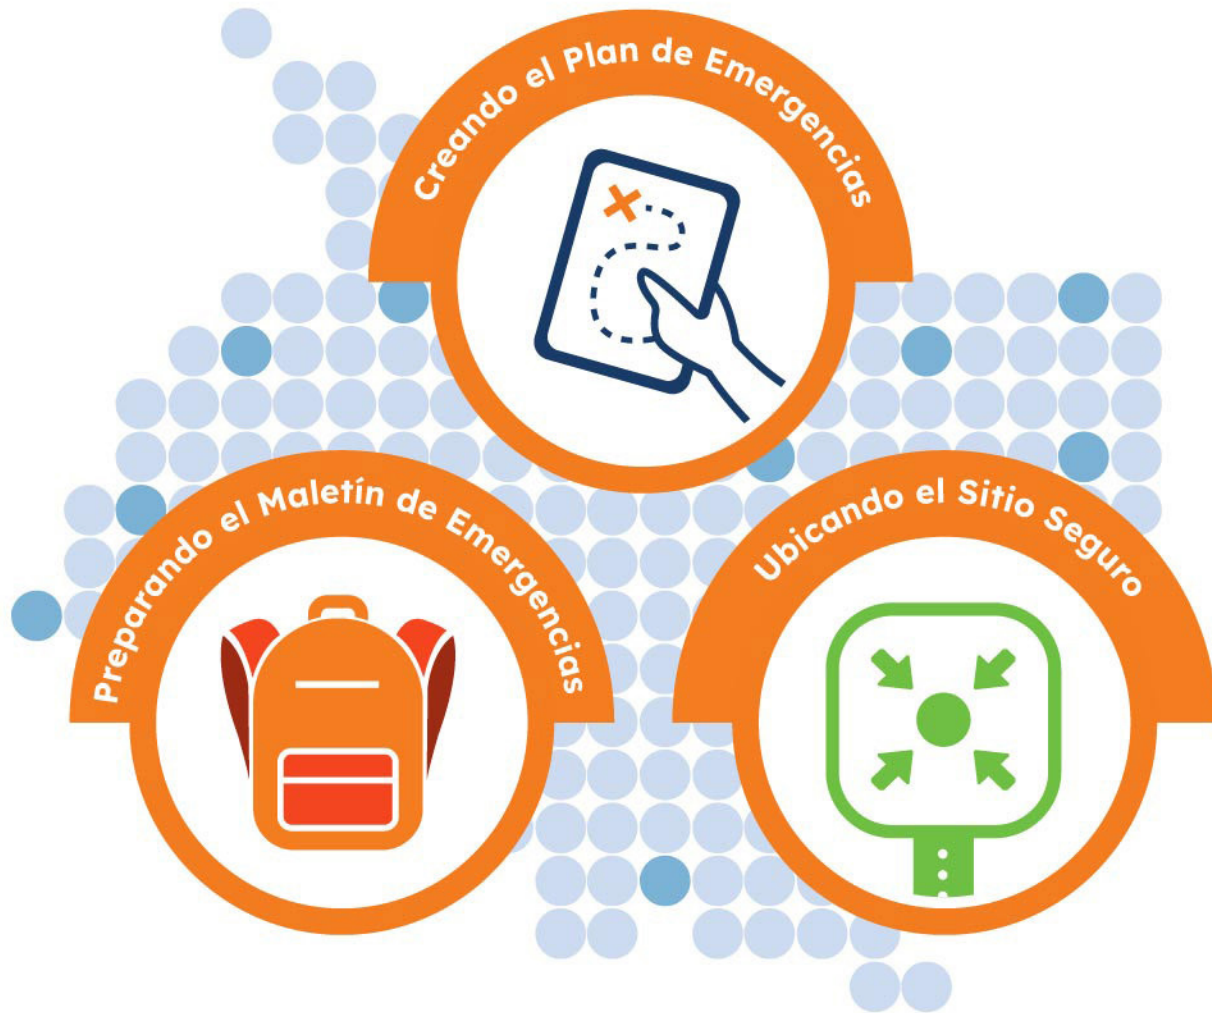 Creando el Plan de Emergencias
Preparando el Maletín de Emergencias
Ubicando el Sitio Seguro